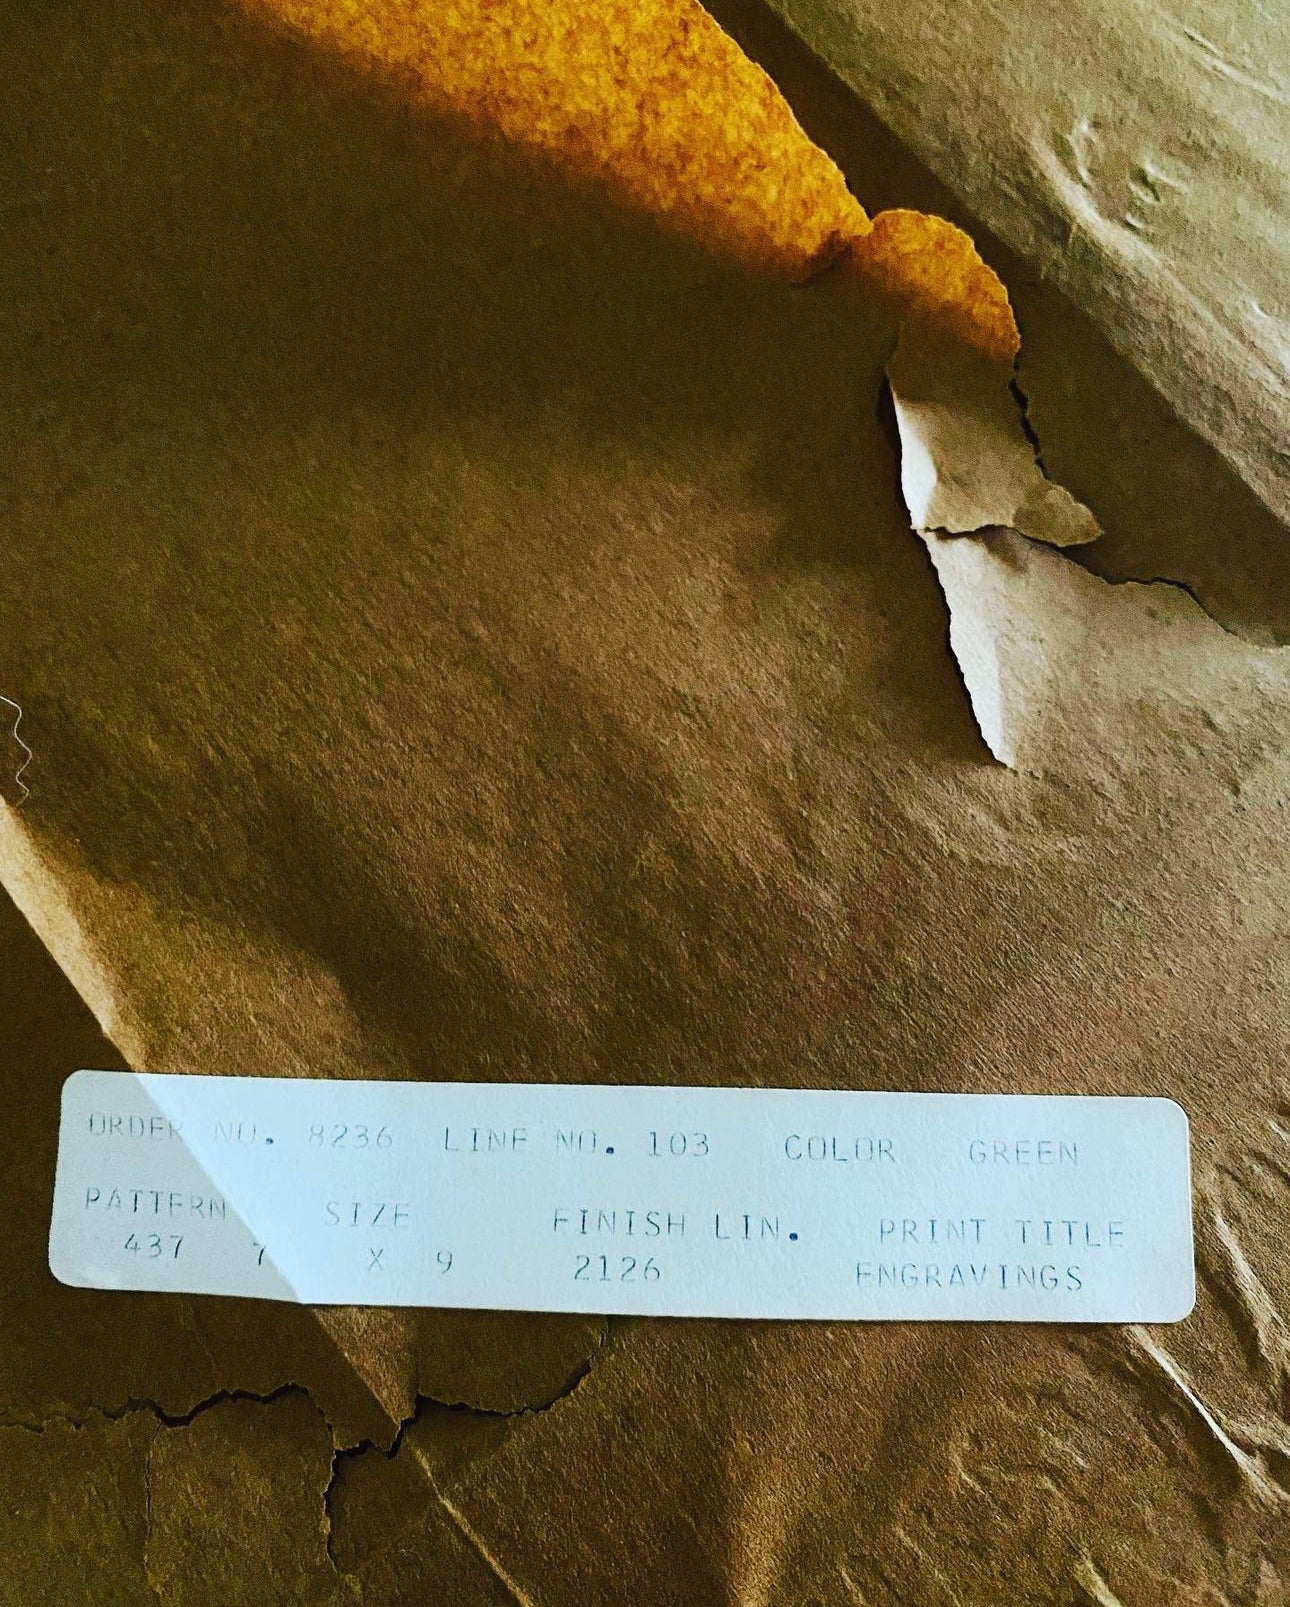 ORDER NO. 8236 LINE NO. 103 COLOR GREEN
PATTERN SIZE FINISH LIN. PRINT TITLE
437 7 X 9 2126 ENGRAVINGS